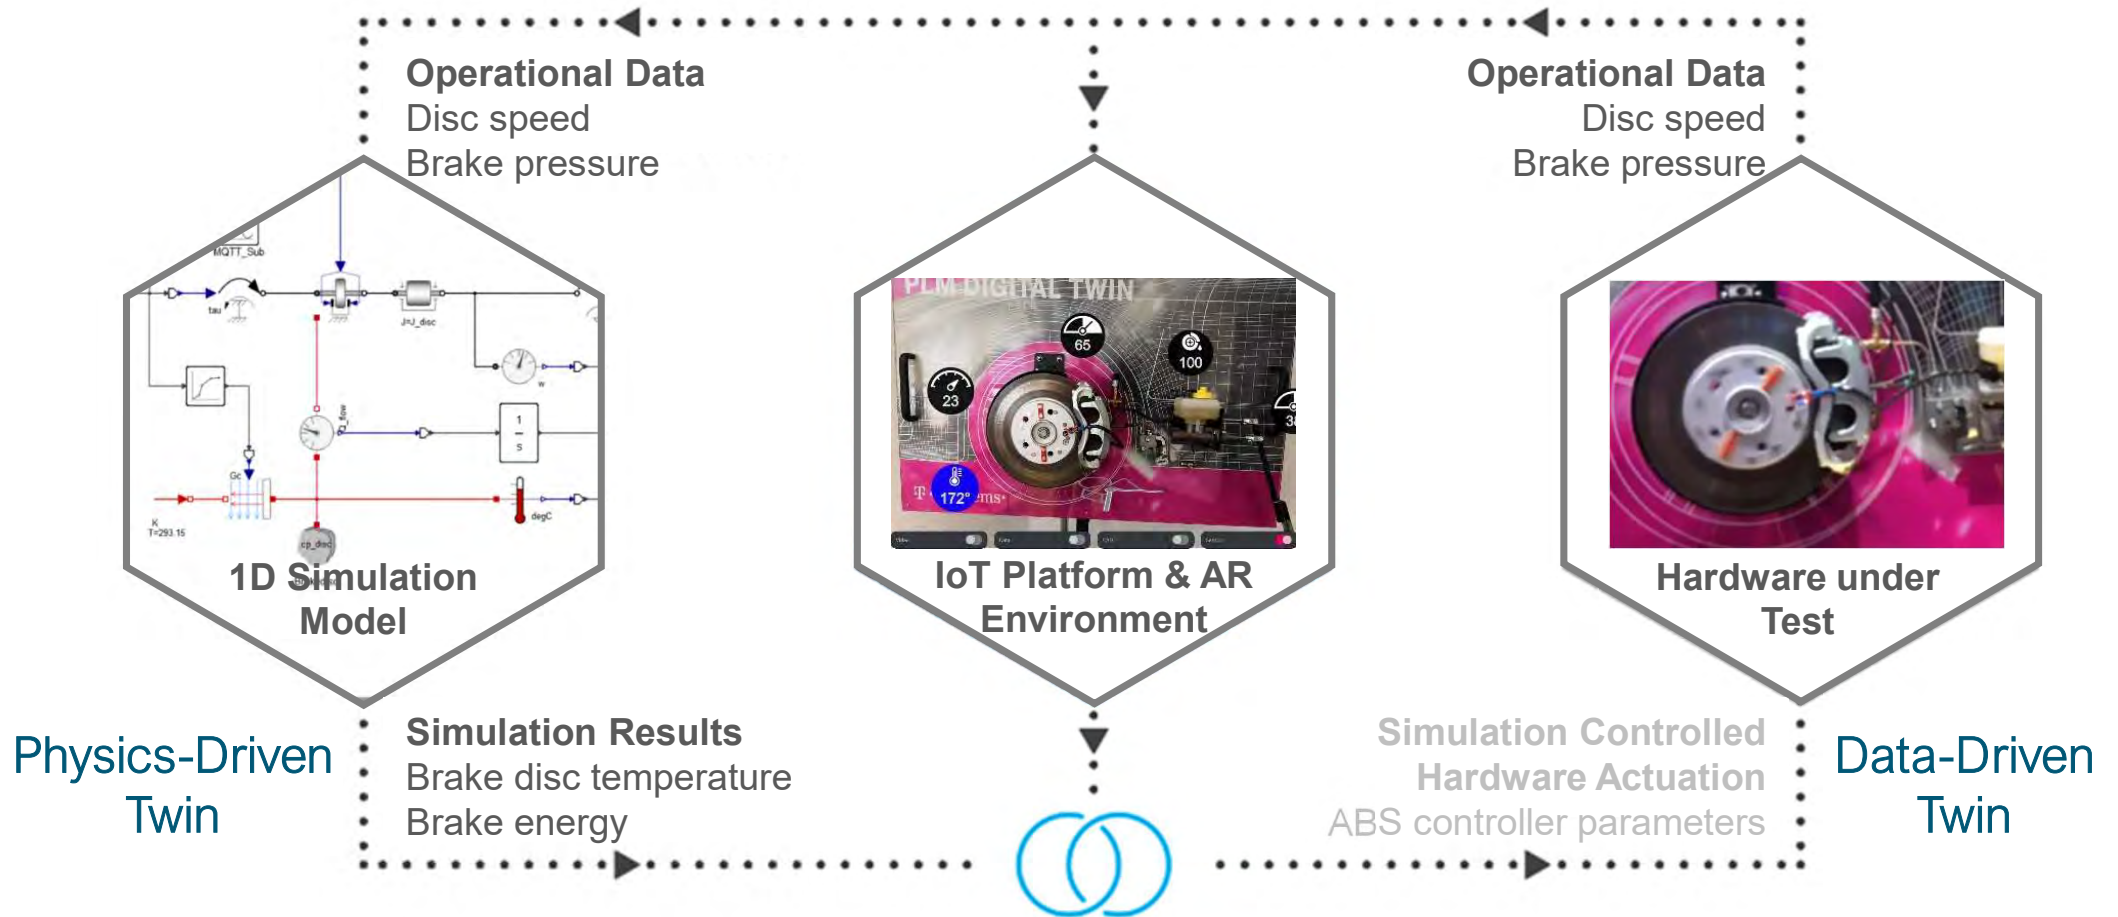 Operational Data
Disc speed
Brake pressure
Operational Data
Disc speed
Brake pressure
MQTT_Sub
tau
J=J_disc
w
Q_flow
1
s
Gc
degC
K
T=293.15
cp_disc
1D Simulation
Model
PLM DIGITAL TWIN
65
100
23
172°
IoT Platform & AR
Environment
Hardware under
Test
Physics-Driven
Twin
Simulation Results
Brake disc temperature
Brake energy
Simulation Controlled
Hardware Actuation
ABS controller parameters
Data-Driven
Twin